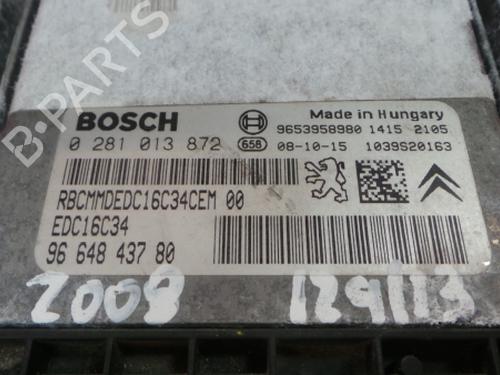 B-PARTS
BOSCH
Made in Hungary
9653958980 1415 2105
0 281 013 872
658
08-10-15 1039S20163
RBCMMDEDC16C34CEM 00
EDC16C34
96 648 437 80
2008 129113